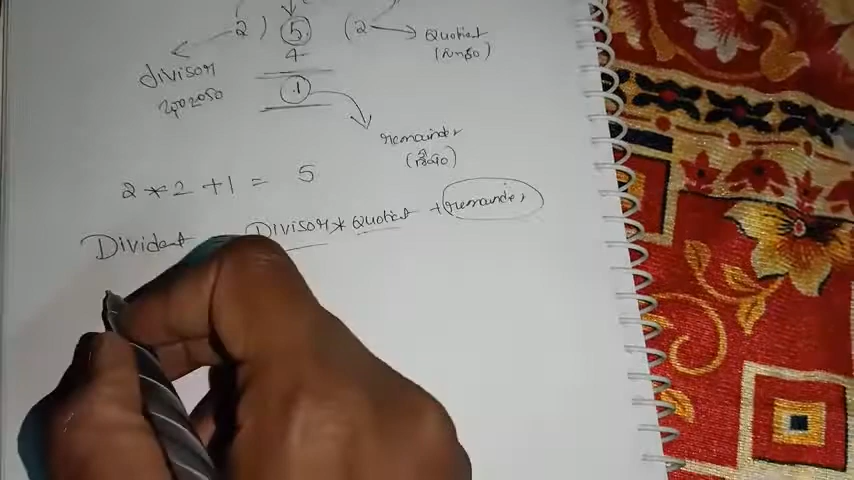 2 ) 5 ( 2 Quotient
4
divisor
1
remainder
2 * 2 + 1 = 5
Divident Divisor * Quotient + remainder